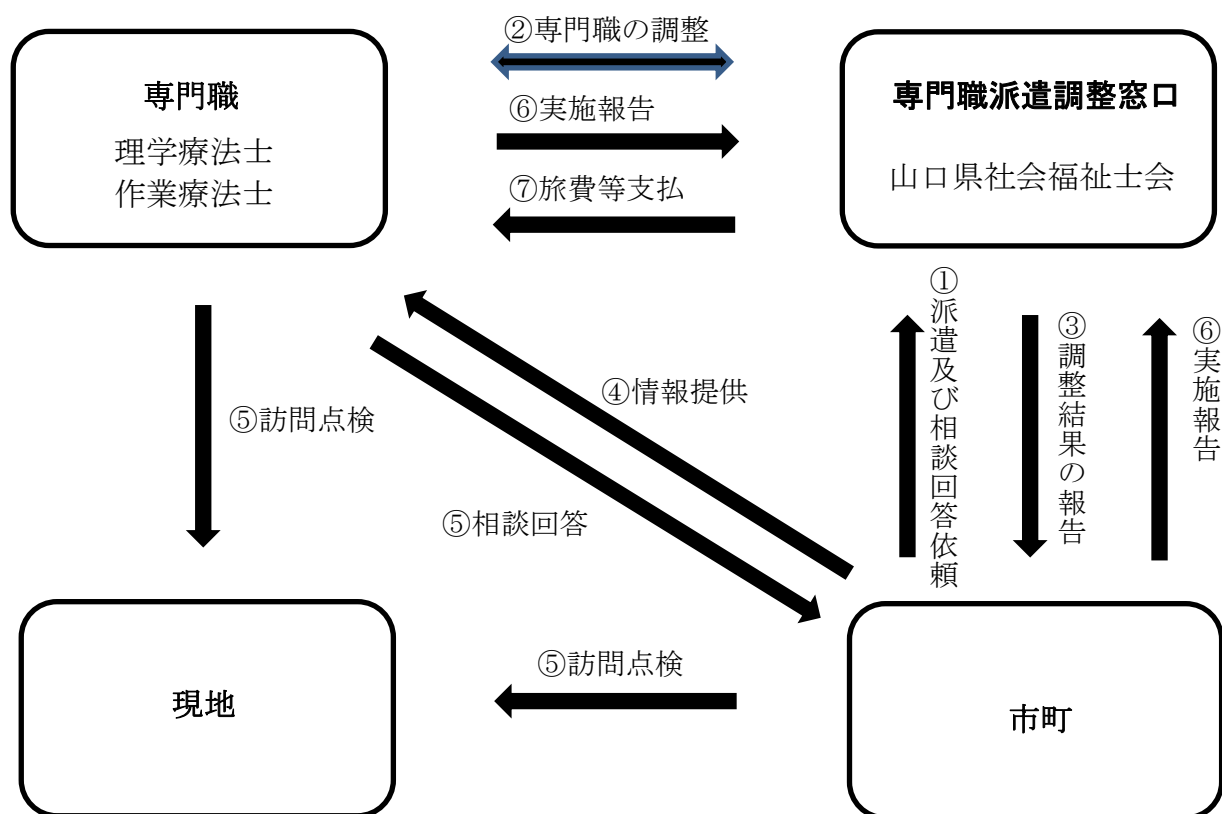 ②専門職の調整
専門職
理学療法士
作業療法士
⑥実施報告
⑦旅費等支払
専門職派遣調整窓口
山口県社会福祉士会
①派遣及び相談回答依頼
③調整結果の報告
⑥実施報告
④情報提供
⑤訪問点検
⑤相談回答
⑤訪問点検
現地
市町